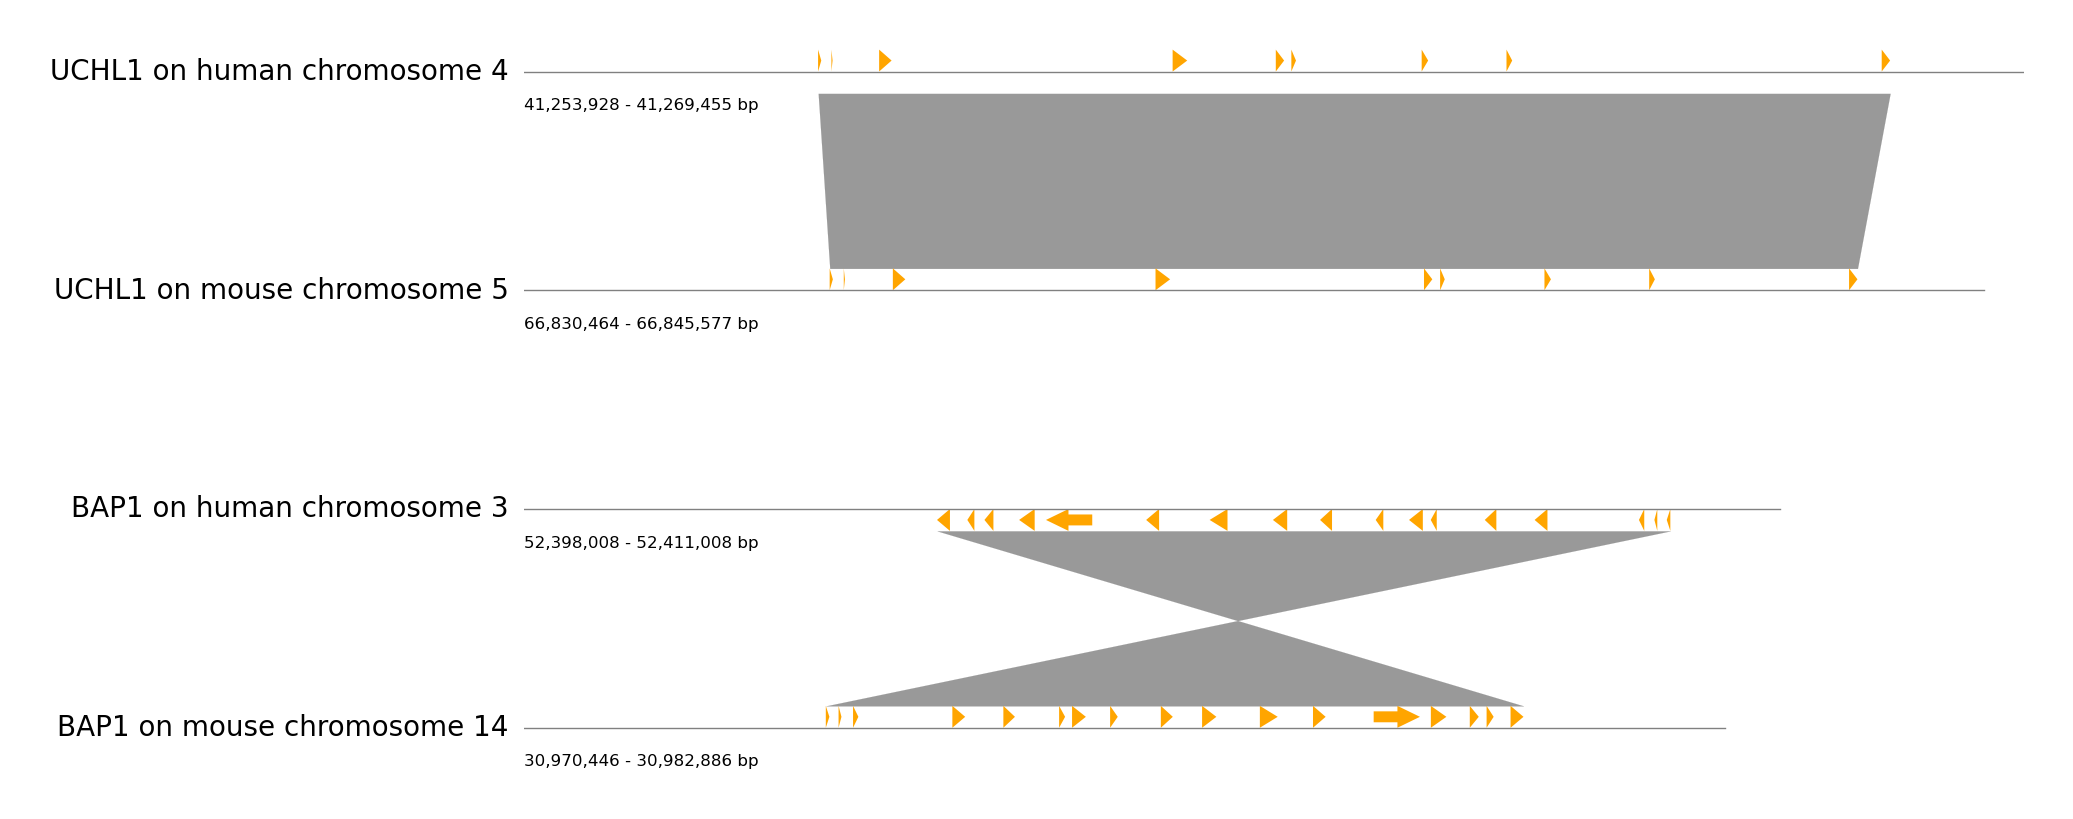 UCHL1 on human chromosome 4
41,253,928 - 41,269,455 bp
UCHL1 on mouse chromosome 5
66,830,464 - 66,845,577 bp
BAP1 on human chromosome 3
52,398,008 - 52,411,008 bp
BAP1 on mouse chromosome 14
30,970,446 - 30,982,886 bp